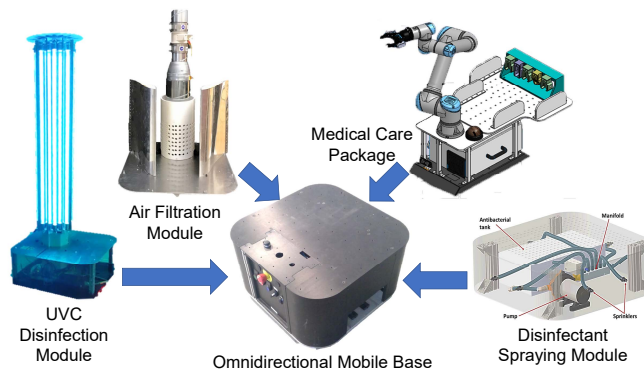 Medical Care
Package
Air Filtration
Module
Antibacterial
tank
Manifold
Pump
Sprinklers
UVC
Disinfection
Module
Omnidirectional Mobile Base
Disinfectant
Spraying Module